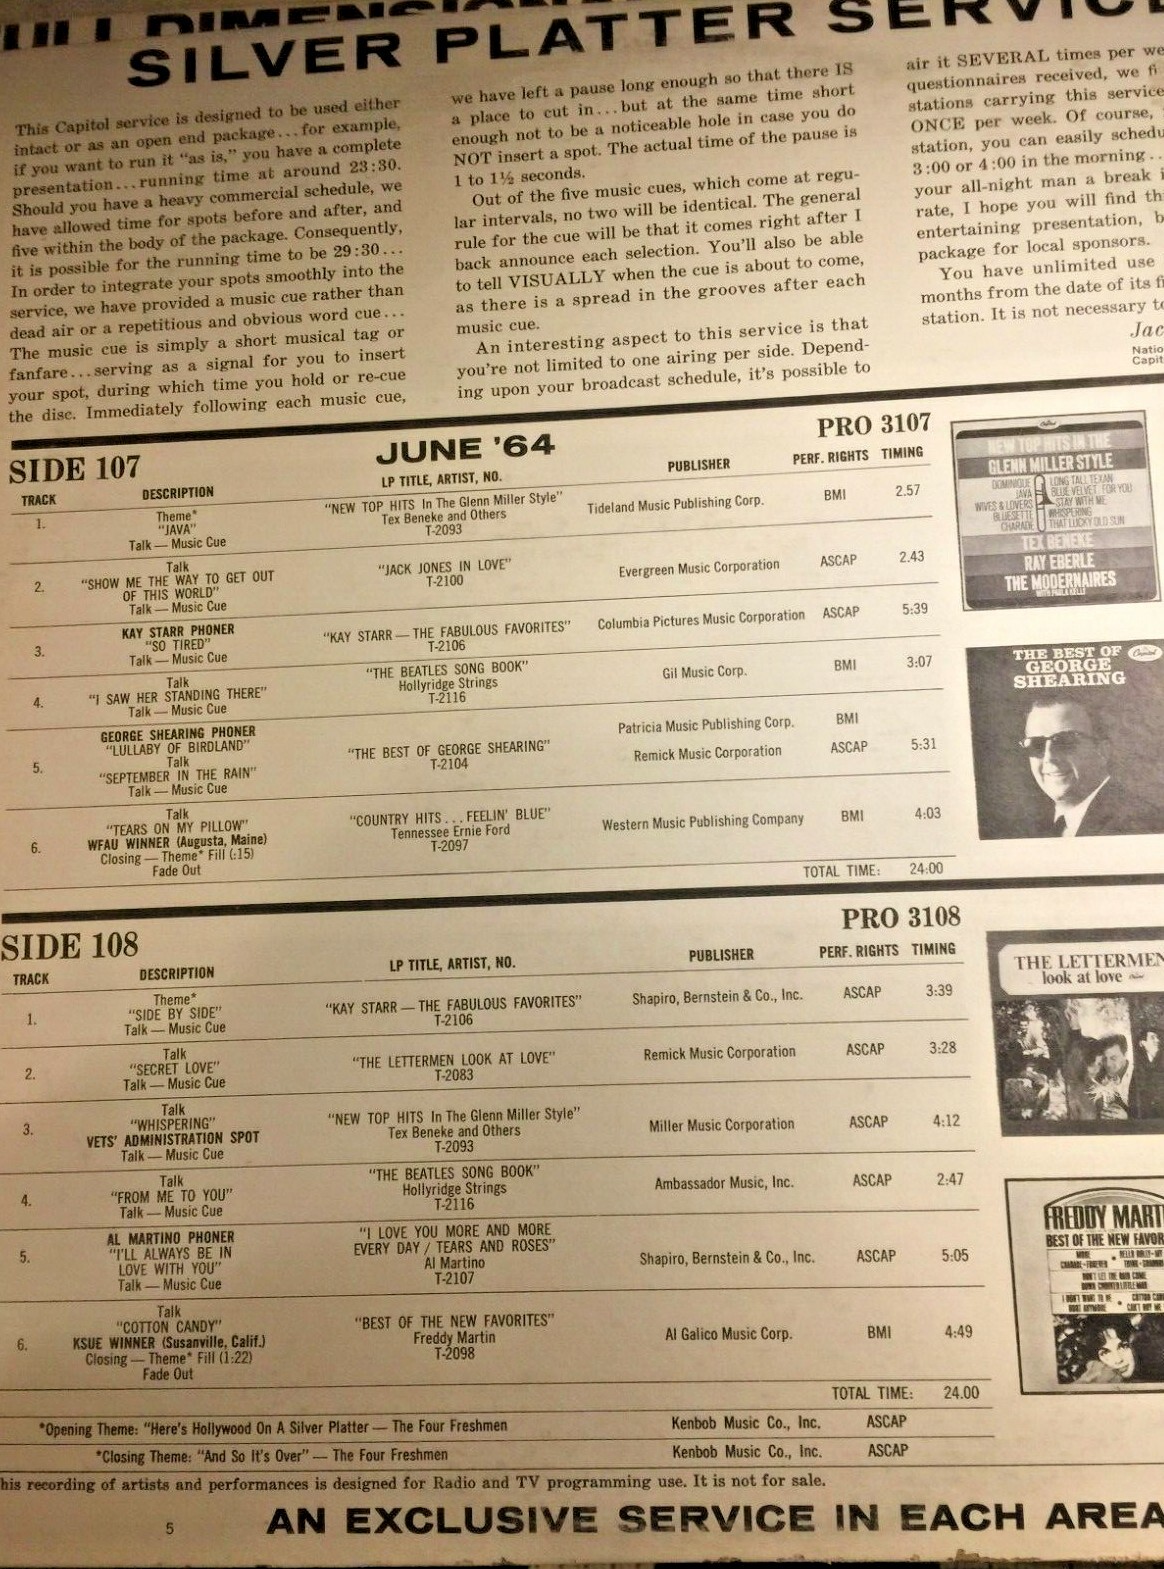 SILVER PLATTER SERVICE
This Capitol service is designed to be used either
intact or as an open end package...for example,
if you want to run it "as is," you have a complete
presentation...running time at around 23:30.
Should you have a heavy commercial schedule, we
have allowed time for spots before and after, and
five within the body of the package. Consequently,
it is possible for the running time to be 29:30...
In order to integrate your spots smoothly into the
service, we have provided a music cue rather than
dead air or a repetitious and obvious word cue...
The music cue is simply a short musical tag or
fanfare...serving as a signal for you to insert
your spot, during which time you hold or re-cue
the disc. Immediately following each music cue,
we have left a pause long enough so that there IS
a place to cut in...but at the same time short
enough not to be a noticeable hole in case you do
NOT insert a spot. The actual time of the pause is
1 to 1½ seconds.
Out of the five music cues, which come at regu-
lar intervals, no two will be identical. The general
rule for the cue will be that it comes right after I
back announce each selection. You'll also be able
to tell VISUALLY when the cue is about to come,
as there is a spread in the grooves after each
music cue.
An interesting aspect to this service is that
you're not limited to one airing per side. Depend-
ing upon your broadcast schedule, it's possible to
air it SEVERAL times per we
questionnaires received, we fi
stations carrying this service
ONCE per week. Of course,
station, you can easily schedu
3:00 or 4:00 in the morning..
your all-night man a break i
rate, I hope you will find th
entertaining presentation, b
package for local sponsors.
You have unlimited use
months from the date of its fi
station. It is not necessary to
Jac
Natio
Capit
SIDE 107 JUNE '64 PRO 3107
TRACK DESCRIPTION LP TITLE, ARTIST, NO. PUBLISHER PERF. RIGHTS TIMING
1. Theme* "NEW TOP HITS In The Glenn Miller Style" Tideland Music Publishing Corp. BMI 2.57
"JAVA" Tex Beneke and Others
Talk — Music Cue T-2093
2. Talk "JACK JONES IN LOVE" Evergreen Music Corporation ASCAP 2.43
"SHOW ME THE WAY TO GET OUT T-2100
OF THIS WORLD"
Talk — Music Cue
3. KAY STARR PHONER "KAY STARR — THE FABULOUS FAVORITES" Columbia Pictures Music Corporation ASCAP 5:39
"SO TIRED" T-2106
Talk — Music Cue
4. Talk "THE BEATLES SONG BOOK" Gil Music Corp. BMI 3:07
"I SAW HER STANDING THERE" Hollyridge Strings
Talk — Music Cue T-2116
5. GEORGE SHEARING PHONER Patricia Music Publishing Corp. BMI
"LULLABY OF BIRDLAND" "THE BEST OF GEORGE SHEARING" Remick Music Corporation ASCAP 5:31
Talk T-2104
"SEPTEMBER IN THE RAIN"
Talk — Music Cue
6. Talk "COUNTRY HITS...FEELIN' BLUE" Western Music Publishing Company BMI 4:03
"TEARS ON MY PILLOW" Tennessee Ernie Ford
WFAU WINNER (Augusta, Maine) T-2097
Closing — Theme* Fill (:15)
Fade Out
TOTAL TIME: 24:00
NEW TOP HITS IN THE
GLENN MILLER STYLE
DOMINIQUE LONG TALL TEXAN
JAVA BLUE VELVET FOR YOU
WIVES & LOVERS STAY WITH ME
BLUESETTE WHISPERING
CHARADE THAT LUCKY OLD SUN
TEX BENEKE
RAY EBERLE
THE MODERNAIRES
WITH PAULA KELLY
THE BEST OF
GEORGE
SHEARING
Capitol
SIDE 108 PRO 3108
TRACK DESCRIPTION LP TITLE, ARTIST, NO. PUBLISHER PERF. RIGHTS TIMING
1. Theme* "KAY STARR — THE FABULOUS FAVORITES" Shapiro, Bernstein & Co., Inc. ASCAP 3:39
"SIDE BY SIDE" T-2106
Talk — Music Cue
2. Talk "THE LETTERMEN LOOK AT LOVE" Remick Music Corporation ASCAP 3:28
"SECRET LOVE" T-2083
Talk — Music Cue
3. Talk "NEW TOP HITS In The Glenn Miller Style" Miller Music Corporation ASCAP 4:12
"WHISPERING" Tex Beneke and Others
VETS' ADMINISTRATION SPOT T-2093
Talk — Music Cue
4. Talk "THE BEATLES SONG BOOK" Ambassador Music, Inc. ASCAP 2:47
"FROM ME TO YOU" Hollyridge Strings
Talk — Music Cue T-2116
5. AL MARTINO PHONER "I LOVE YOU MORE AND MORE Shapiro, Bernstein & Co., Inc. ASCAP 5:05
"I'LL ALWAYS BE IN EVERY DAY / TEARS AND ROSES"
LOVE WITH YOU" Al Martino
Talk — Music Cue T-2107
6. Talk "BEST OF THE NEW FAVORITES" Al Galico Music Corp. BMI 4:49
"COTTON CANDY" Freddy Martin
KSUE WINNER (Susanville, Calif.) T-2098
Closing — Theme* Fill (1:22)
Fade Out
TOTAL TIME: 24.00
THE LETTERMEN
look at love
FREDDY MARTI
BEST OF THE NEW FAVOR
*Opening Theme: "Here's Hollywood On A Silver Platter — The Four Freshmen Kenbob Music Co., Inc. ASCAP
*Closing Theme: "And So It's Over" — The Four Freshmen Kenbob Music Co., Inc. ASCAP
his recording of artists and performances is designed for Radio and TV programming use. It is not for sale.
5 AN EXCLUSIVE SERVICE IN EACH AREA